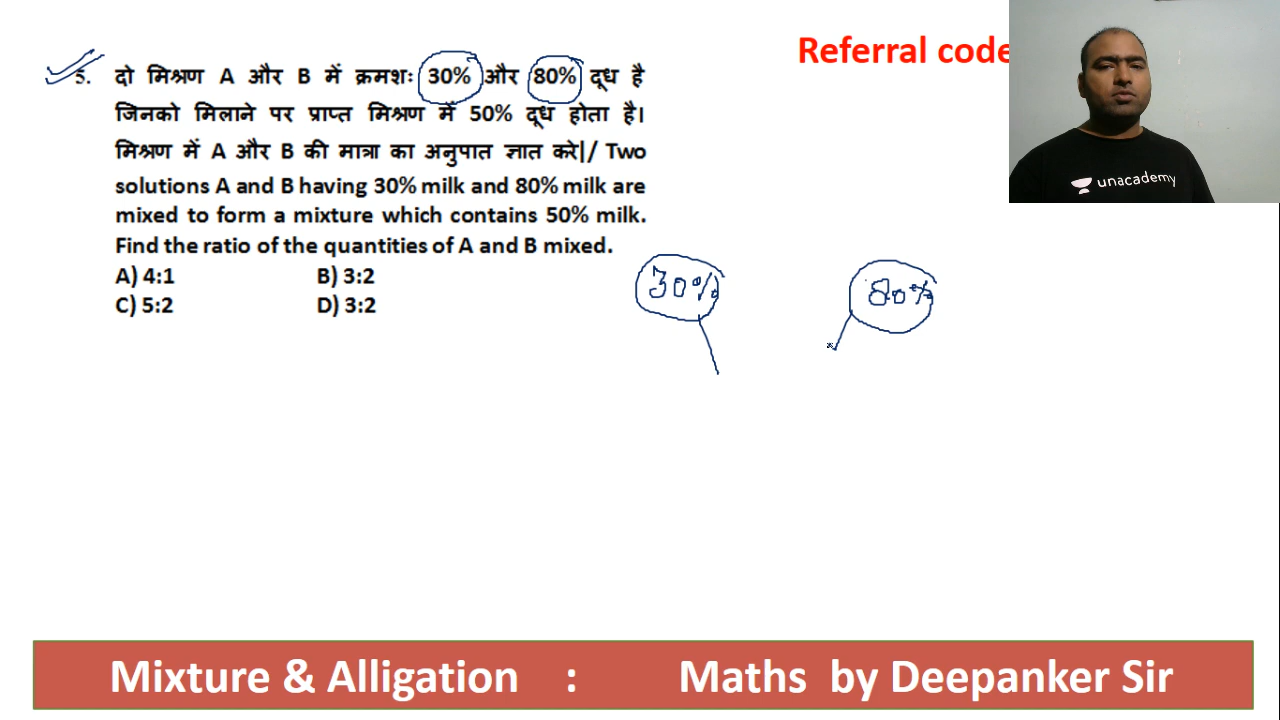 Referral code
5. दो मिश्रण A और B में क्रमशः 30% और 80% दूध है
जिनको मिलाने पर प्राप्त मिश्रण में 50% दूध होता है।
मिश्रण में A और B की मात्रा का अनुपात ज्ञात करे|/ Two
solutions A and B having 30% milk and 80% milk are
mixed to form a mixture which contains 50% milk.
Find the ratio of the quantities of A and B mixed.
A) 4:1 B) 3:2
C) 5:2 D) 3:2
30% 80%
unacademy
Mixture & Alligation : Maths by Deepanker Sir